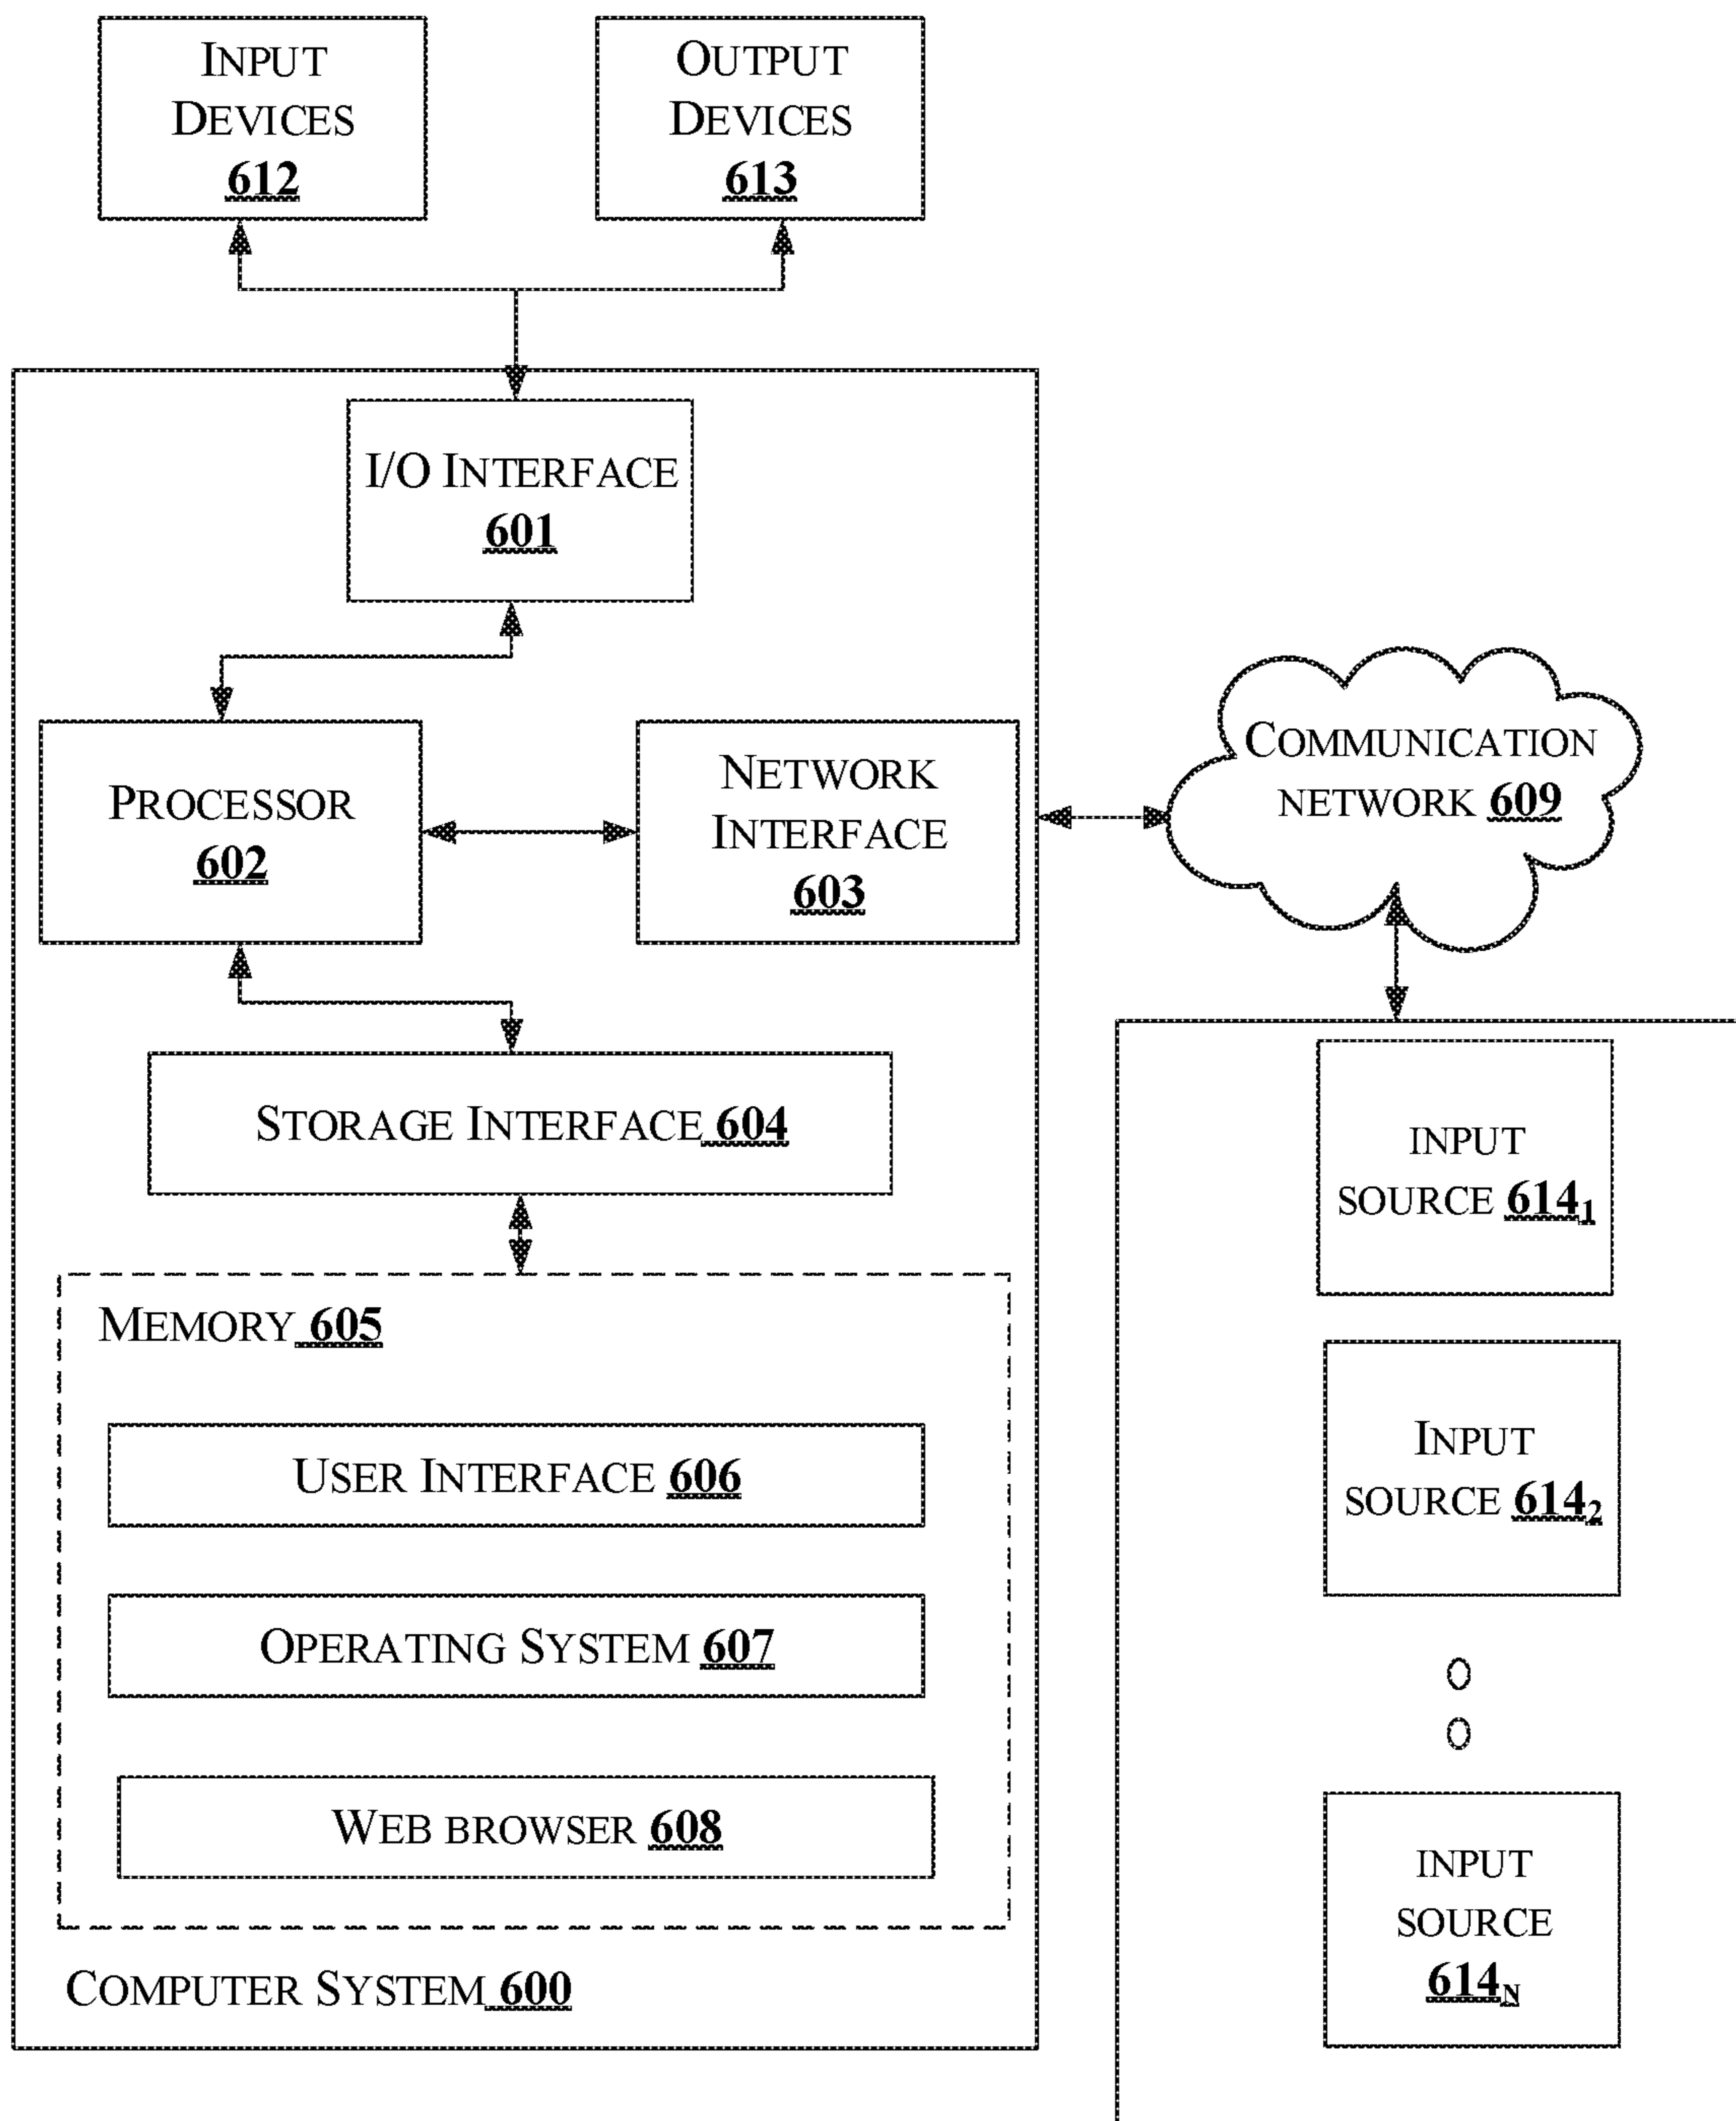 INPUT
DEVICES
612
OUTPUT
DEVICES
613
I/O INTERFACE
601
PROCESSOR
602
NETWORK
INTERFACE
603
COMMUNICATION
NETWORK 609
STORAGE INTERFACE 604
MEMORY 605
USER INTERFACE 606
OPERATING SYSTEM 607
WEB BROWSER 608
COMPUTER SYSTEM 600
INPUT
SOURCE 614₁
INPUT
SOURCE 614₂
INPUT
SOURCE
614N